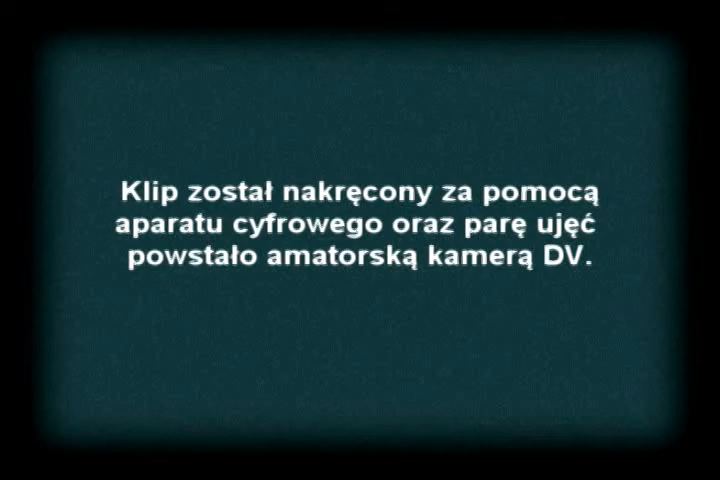 Klip został nakręcony za pomocą
aparatu cyfrowego oraz parę ujęć
powstało amatorską kamerą DV.